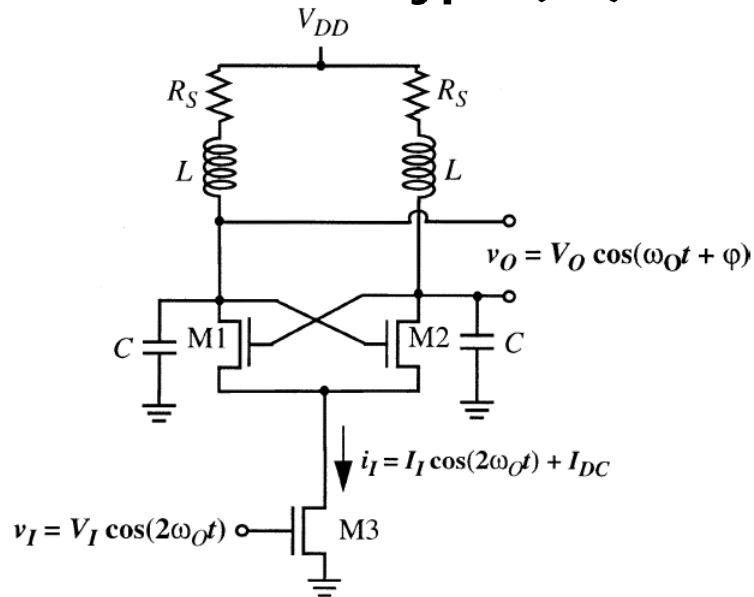 V_DD
R_S R_S
L L
v_O = V_O cos(ω_O t + φ)
C M1 M2 C
i_I = I_I cos(2ω_O t) + I_DC
v_I = V_I cos(2ω_O t) M3